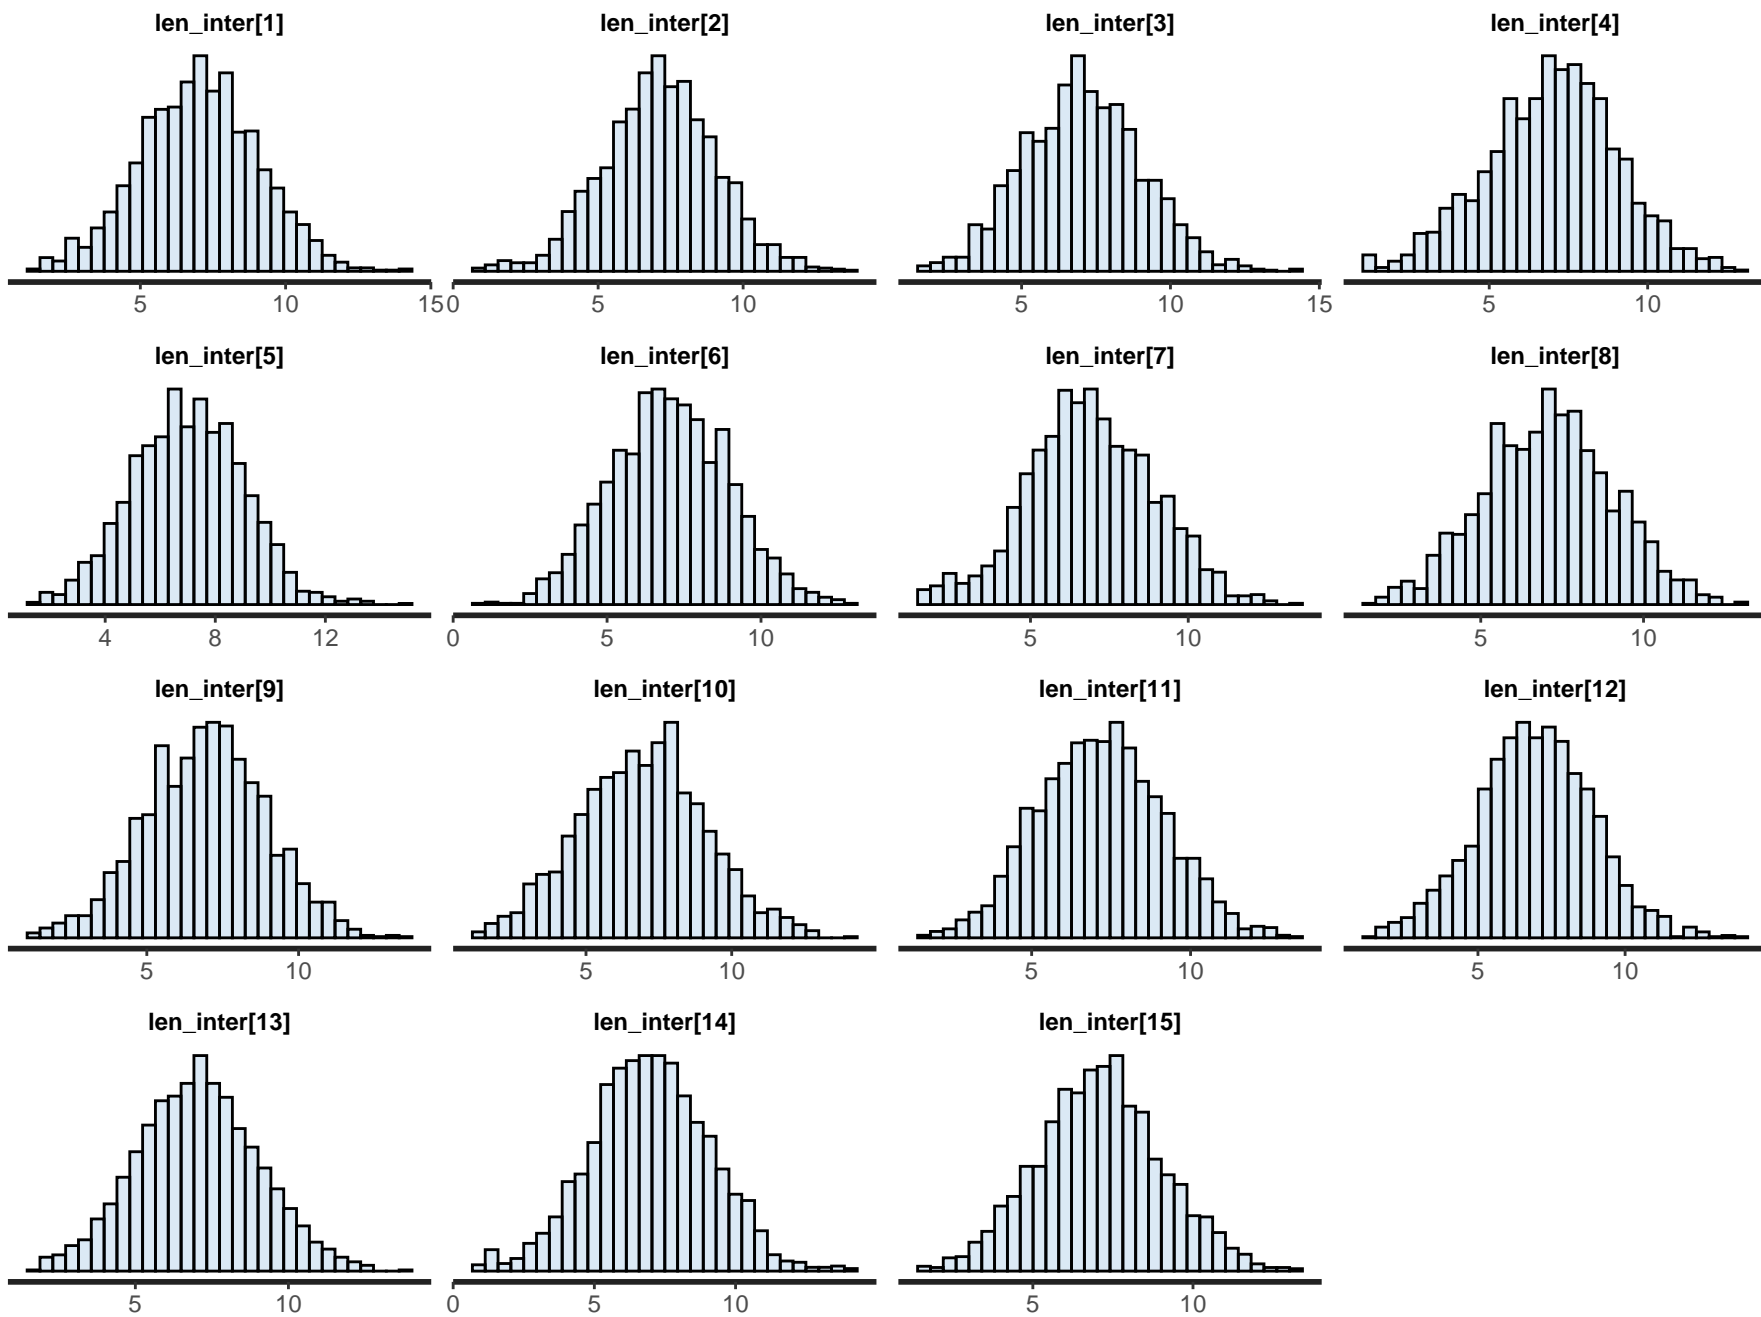 len_inter[1] len_inter[2] len_inter[3] len_inter[4]
5 10 15 0 5 10 5 10 15 5 10
len_inter[5] len_inter[6] len_inter[7] len_inter[8]
4 8 12 0 5 10 5 10 5 10
len_inter[9] len_inter[10] len_inter[11] len_inter[12]
5 10 5 10 5 10 5 10
len_inter[13] len_inter[14] len_inter[15]
5 10 0 5 10 5 10